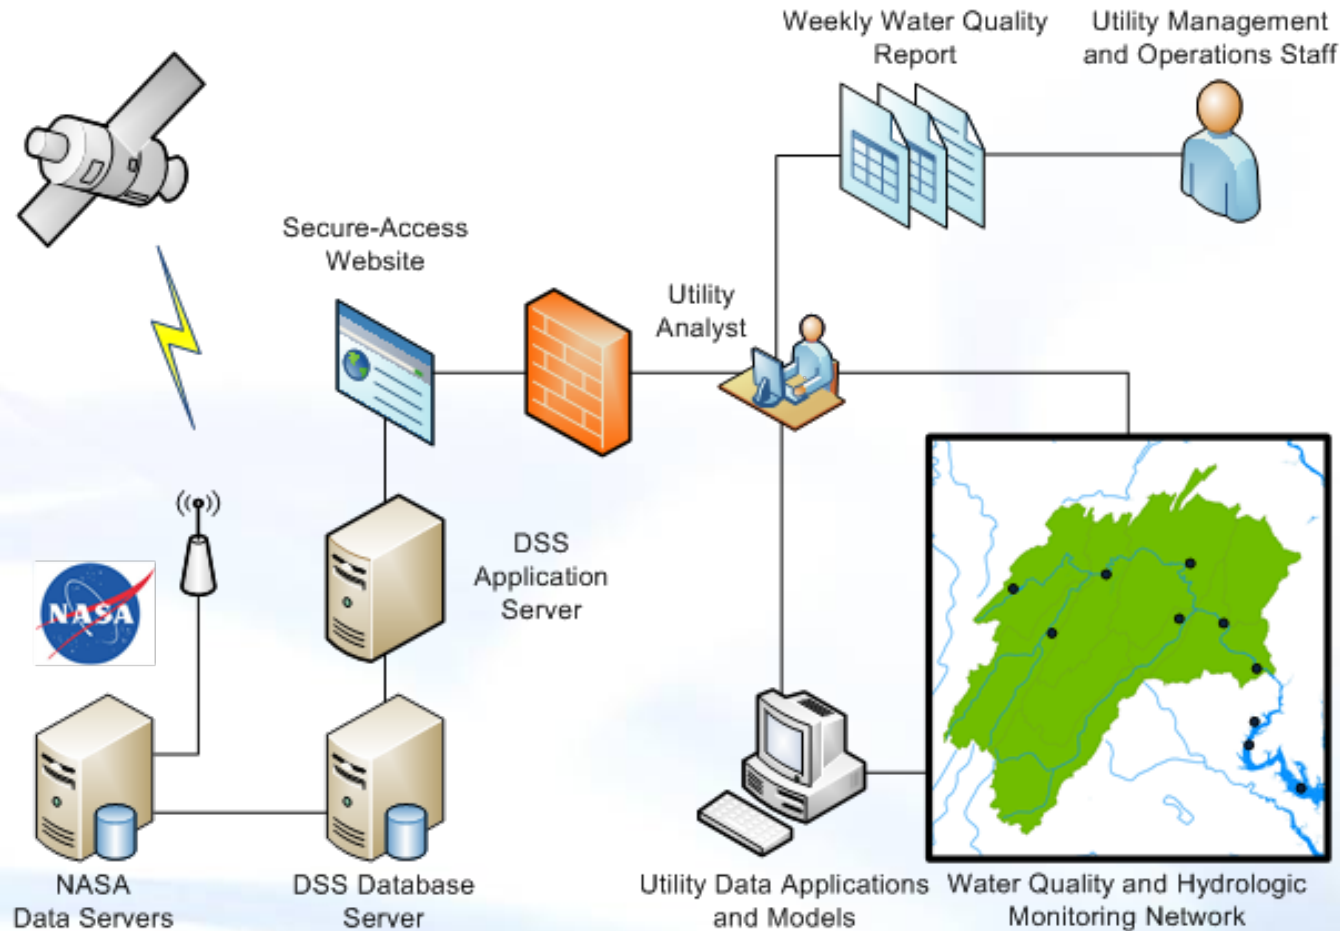 Weekly Water Quality
Report
Utility Management
and Operations Staff
Secure-Access
Website
Utility
Analyst
DSS
Application
Server
NASA
NASA
Data Servers
DSS Database
Server
Utility Data Applications
and Models
Water Quality and Hydrologic
Monitoring Network